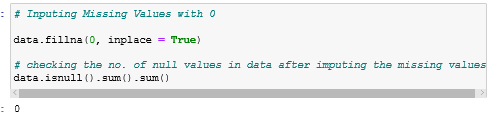 : # Inputing Missing Values with 0
data.fillna(0, inplace = True)
# checking the no. of null values in data after imputing the missing values
data.isnull().sum().sum()
: 0